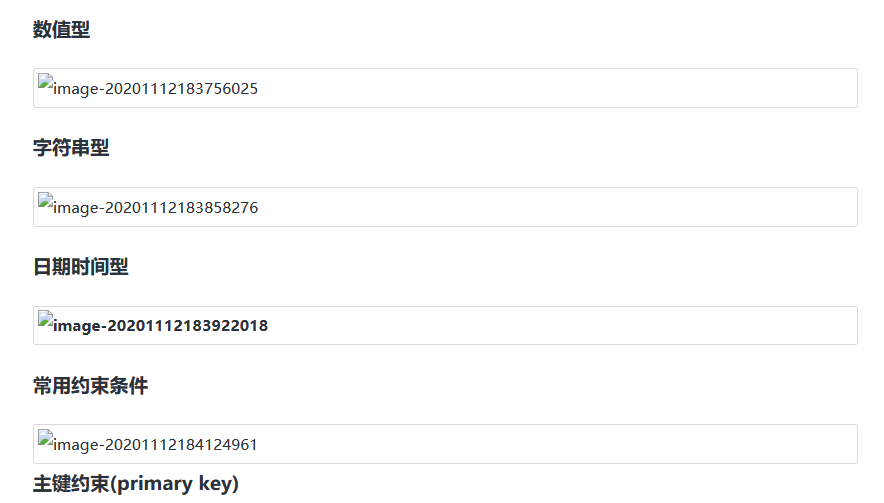 数值型
image-20201112183756025
字符串型
image-20201112183858276
日期时间型
image-20201112183922018
常用约束条件
image-20201112184124961
主键约束(primary key)